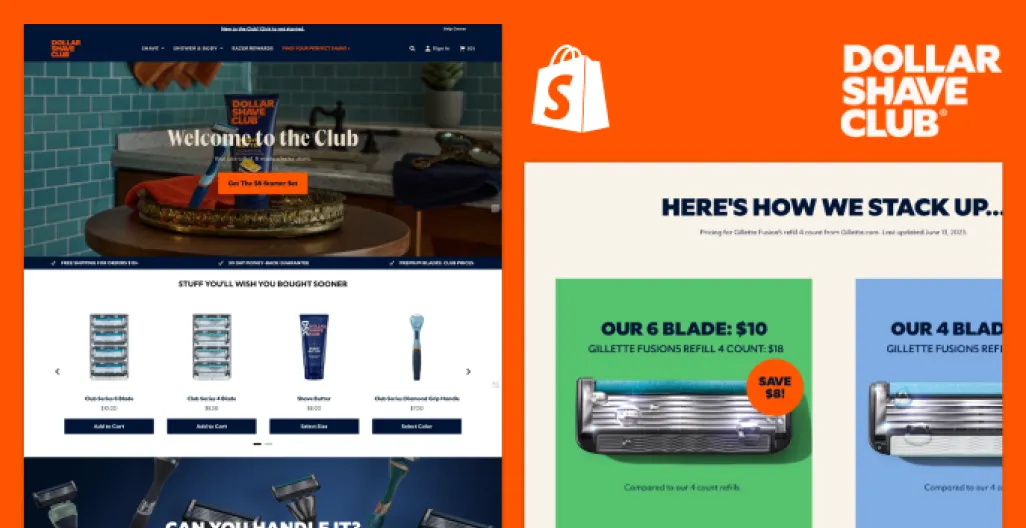 New to the Club? Click to get started.
Help Center
DOLLAR
SHAVE
CLUB
SHAVE
SHOWER & BODY
RAZOR REWARDS
FIND YOUR PERFECT SHAVE
Sign In
(0)
DOLLAR
SHAVE
CLUB
Welcome to the Club
Get The $6 Starter Set
FREE SHIPPING FOR ORDERS
30 DAY MONEY-BACK GUARANTEE
PREMIUM BLADES. CLUB PRICES
STUFF YOU'LL WISH YOU BOUGHT SOONER
Club Series 6 Blade
Club Series 4 Blade
Shave Butter
Club Series Diamond Grip Handle
$10.00
$8.00
$7.00
Add to Cart
Add to Cart
Select Size
Select Color
CAN YOU HANDLE IT?
S
DOLLAR
SHAVE
CLUB®
HERE'S HOW WE STACK UP...
Pricing for Gillette Fusion's refill 4 count from Gillette.com. Last updated June 13, 2023.
OUR 6 BLADE: $10
GILLETTE FUSIONS REFILL 4 COUNT: $18
SAVE
$8!
Compared to our 4 count refills
OUR 4 BLAD
GILLETTE FUSIONS REF
Compared to our 4 c